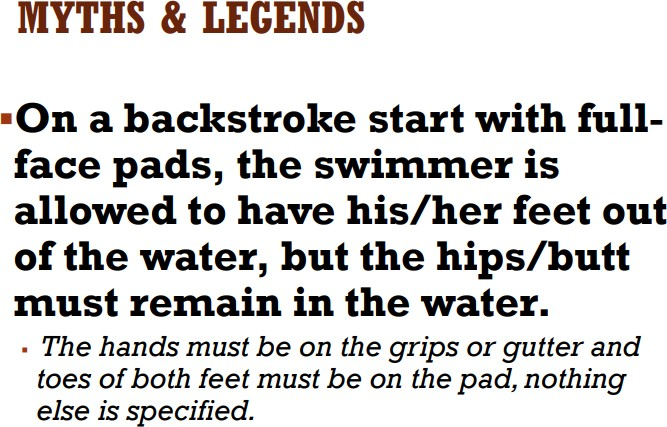 MYTHS & LEGENDS
▪On a backstroke start with full-
face pads, the swimmer is
allowed to have his/her feet out
of the water, but the hips/butt
must remain in the water.
▪ The hands must be on the grips or gutter and
toes of both feet must be on the pad, nothing
else is specified.